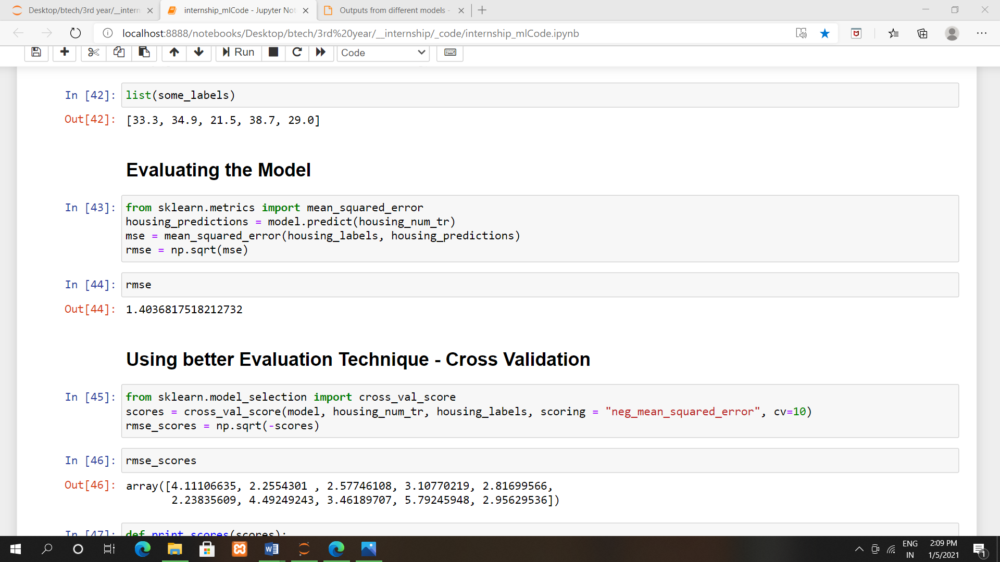 Desktop/btech/3rd year/__intern
internship_mlCode - Jupyter Not
Outputs from different models -
localhost:8888/notebooks/Desktop/btech/3rd%20year/__internship/_code/internship_mlCode.ipynb
Run
Code
In [42]: list(some_labels)
Out[42]: [33.3, 34.9, 21.5, 38.7, 29.0]
Evaluating the Model
In [43]: from sklearn.metrics import mean_squared_error
housing_predictions = model.predict(housing_num_tr)
mse = mean_squared_error(housing_labels, housing_predictions)
rmse = np.sqrt(mse)
In [44]: rmse
Out[44]: 1.4036817518212732
Using better Evaluation Technique - Cross Validation
In [45]: from sklearn.model_selection import cross_val_score
scores = cross_val_score(model, housing_num_tr, housing_labels, scoring = "neg_mean_squared_error", cv=10)
rmse_scores = np.sqrt(-scores)
In [46]: rmse_scores
Out[46]: array([4.11106635, 2.2554301 , 2.57746108, 3.10770219, 2.81699566,
2.23835609, 4.49249243, 3.46189707, 5.79245948, 2.95629536])
In [47]: def print_scores(scores):
ENG
IN
2:09 PM
1/5/2021
1